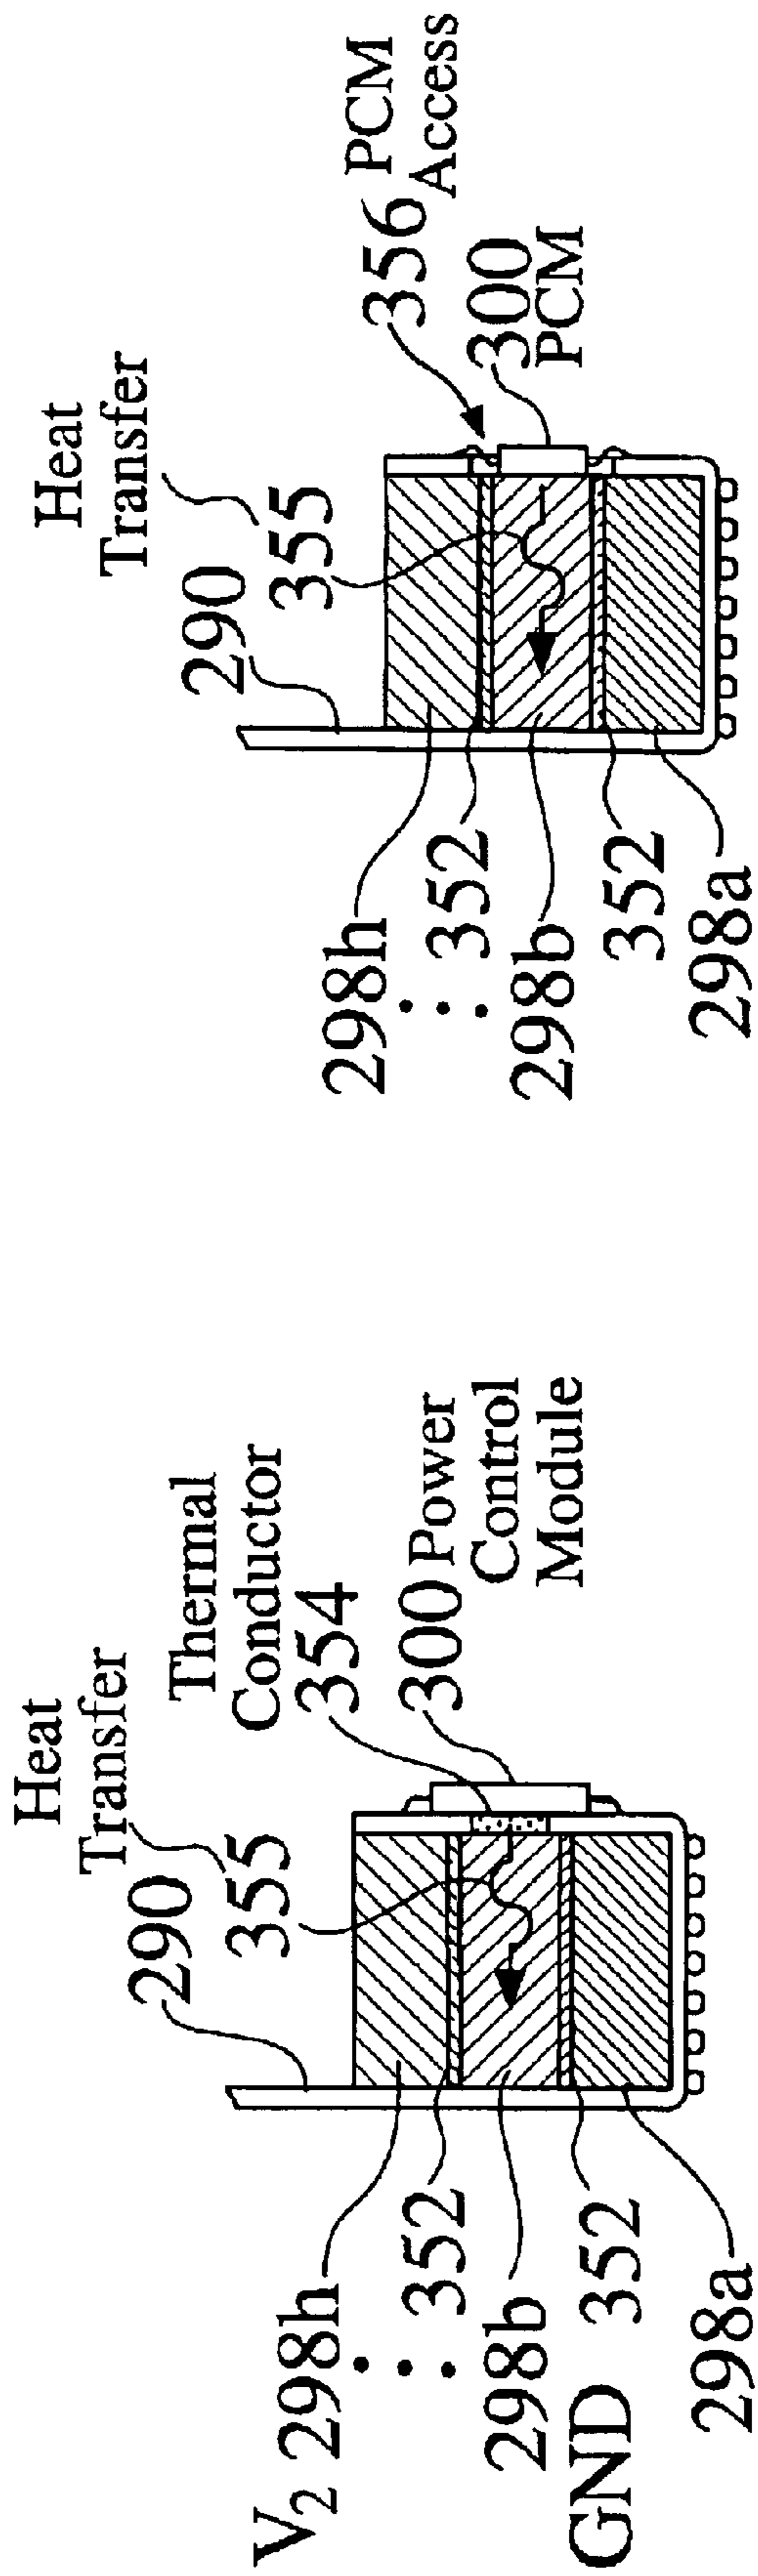 Heat
Transfer
290
355
Thermal
Conductor
354
300 Power
Control
Module
V2 298h
352
298b
GND
352
298a
Heat
Transfer
290
355
356 PCM
Access
300
PCM
298h
352
298b
352
298a